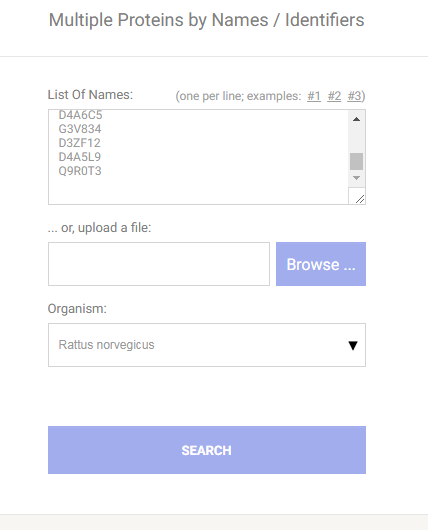 Multiple Proteins by Names / Identifiers
List Of Names: (one per line; examples: #1 #2 #3)
D4A6C5
G3V834
D3ZF12
D4A5L9
Q9R0T3
... or, upload a file:
Browse ...
Organism:
Rattus norvegicus
SEARCH